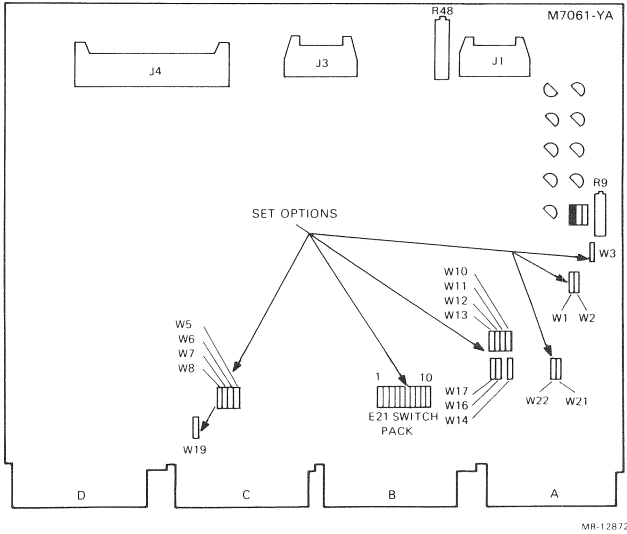 R48
M7061-YA
J4
J3
J1
R9
SET OPTIONS
W3
W10
W11
W12
W13
W1 W2
W5
W6
W7
W8
1 10
W17
W16
W14
W22 W21
E21 SWITCH
PACK
W19
D
C
B
A
MR-12872